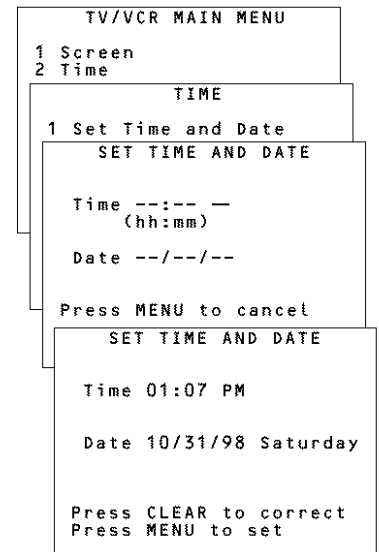 TV/VCR MAIN MENU
1 Screen
2 Time
TIME
1 Set Time and Date
SET TIME AND DATE
Time --:-- —
(hh:mm)
Date --/--/--
Press MENU to cancel
SET TIME AND DATE
Time 01:07 PM
Date 10/31/98 Saturday
Press CLEAR to correct
Press MENU to set